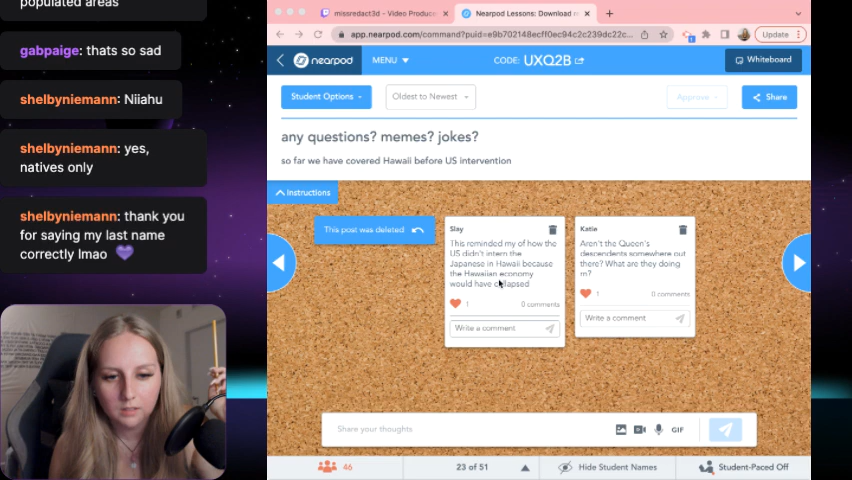 populated areas
gabpaige: thats so sad
shelbyniemann: Niiahu
shelbyniemann: yes,
natives only
shelbyniemann: thank you
for saying my last name
correctly lmao
missredact3d - Video Produce
Nearpod Lessons: Download n
app.nearpod.com/command?puid=e9b702148ecff0ec94c2c239dc22c...
Update
nearpod
MENU
CODE: UXQ2B
Whiteboard
Student Options
Oldest to Newest
Approve
Share
any questions? memes? jokes?
so far we have covered Hawaii before US intervention
Instructions
This post was deleted
Slay
This reminded my of how the
US didn't intern the
Japanese in Hawaii because
the Hawaiian economy
would have collapsed
1
0 comments
Write a comment
Katie
Aren't the Queen's
descendents somewhere out
there? What are they doing
rn?
1
0 comments
Write a comment
Share your thoughts
GIF
46
23 of 51
Hide Student Names
Student-Paced Off